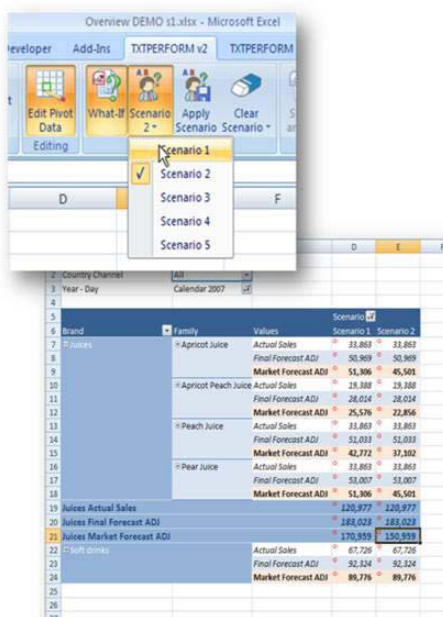 Overview DEMO s1.xlsx - Microsoft Excel
eveloper Add-Ins TXTPERFORM v2 TXTPERFORM
Edit Pivot Data What-If Scenario 2 Apply Scenario Clear Scenario
Editing
Scenario 1
Scenario 2
Scenario 3
Scenario 4
Scenario 5
D F
D E
2 Country Channel All
3 Year - Day Calendar 2007
4
5 Scenario
6 Brand Family Values Scenario 1 Scenario 2
7 Juices Apricot Juice Actual Sales 33,863 33,863
8 Final Forecast ADJ 50,969 50,969
9 Market Forecast ADJ 51,306 45,501
10 Apricot Peach Juice Actual Sales 19,388 19,388
11 Final Forecast ADJ 28,014 28,014
12 Market Forecast ADJ 25,576 22,856
13 Peach Juice Actual Sales 33,863 33,863
14 Final Forecast ADJ 51,033 51,033
15 Market Forecast ADJ 42,772 37,102
16 Pear Juice Actual Sales 33,863 33,863
17 Final Forecast ADJ 53,007 53,007
18 Market Forecast ADJ 51,306 45,501
19 Juices Actual Sales 120,977 120,977
20 Juices Final Forecast ADJ 183,023 183,023
21 Juices Market Forecast ADJ 170,959 150,959
22 Soft drinks Actual Sales 67,726 67,726
23 Final Forecast ADJ 92,324 92,324
24 Market Forecast ADJ 89,776 89,776
25
26